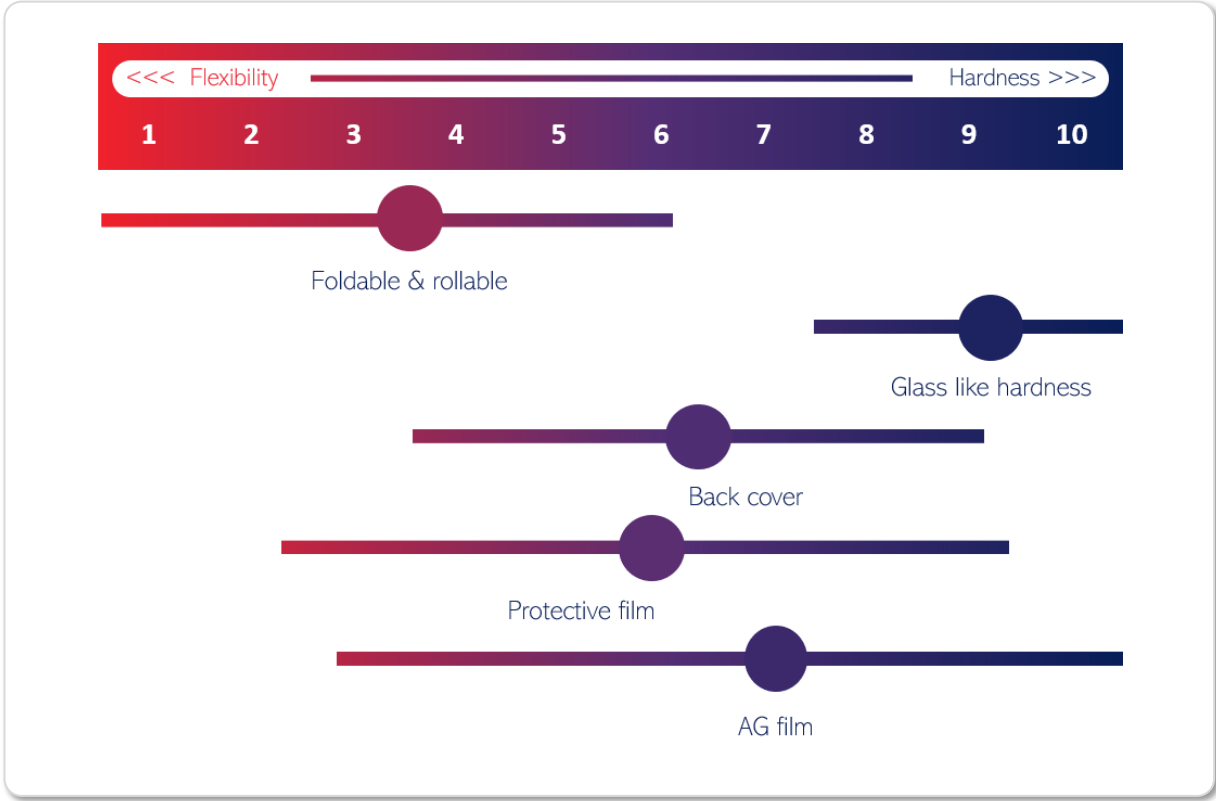 <<< Flexibility Hardness >>>
1 2 3 4 5 6 7 8 9 10
Foldable & rollable
Glass like hardness
Back cover
Protective film
AG film